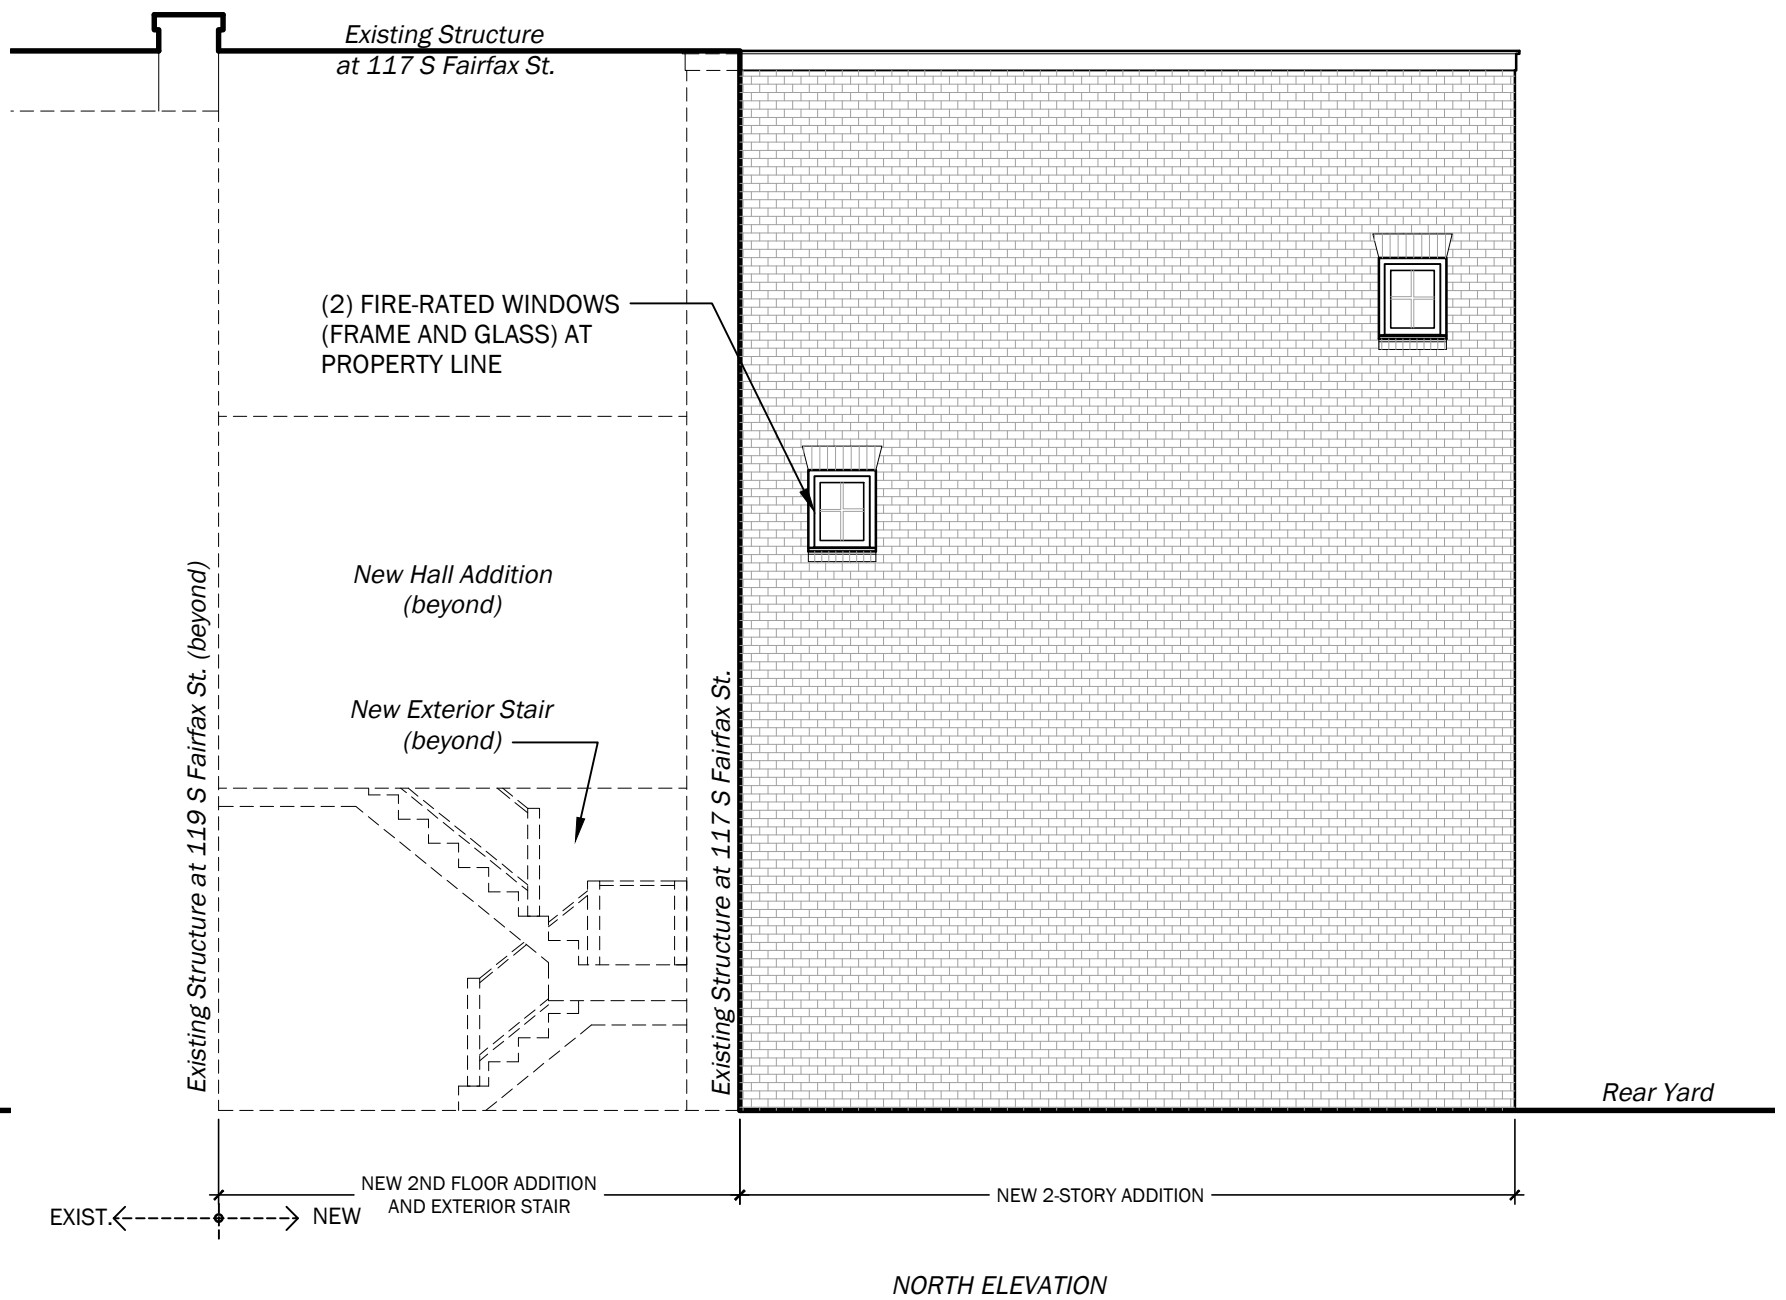 Existing Structure
at 117 S Fairfax St.
(2) FIRE-RATED WINDOWS
(FRAME AND GLASS) AT
PROPERTY LINE
New Hall Addition
(beyond)
New Exterior Stair
(beyond)
Existing Structure at 119 S Fairfax St. (beyond)
Existing Structure at 117 S Fairfax St.
Rear Yard
NEW 2ND FLOOR ADDITION
AND EXTERIOR STAIR
NEW 2-STORY ADDITION
EXIST.
NEW
NORTH ELEVATION